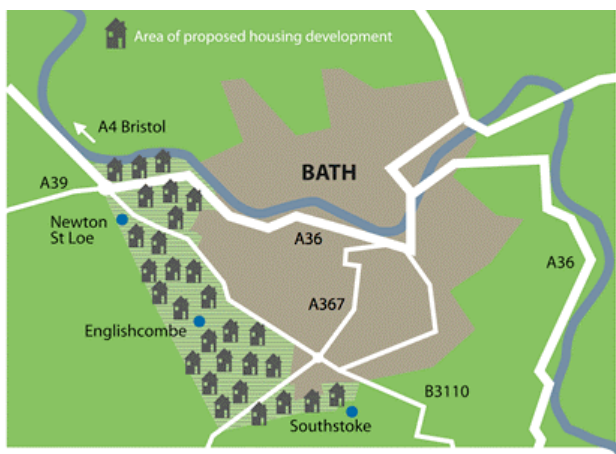 Area of proposed housing development
A4 Bristol
BATH
A39
Newton
St Loe
A36
A36
A367
Englishcombe
B3110
Southstoke